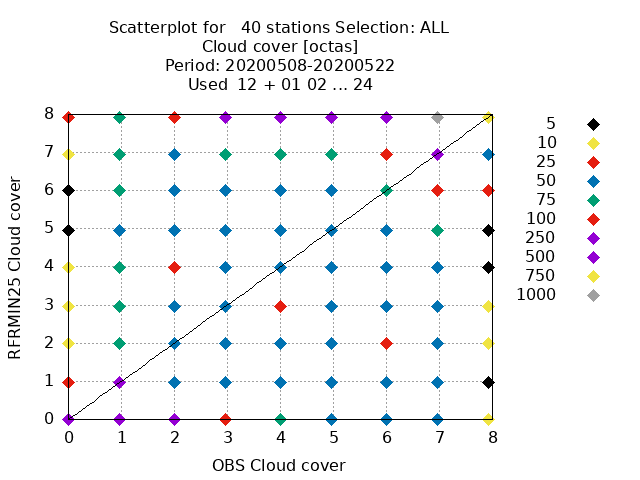 Scatterplot for   40 stations Selection: ALL
Cloud cover [octas]
Period: 20200508-20200522
Used  12 + 01 02 ... 24
RFRMIN25 Cloud cover
8
7
6
5
4
3
2
1
0
0 1 2 3 4 5 6 7 8
OBS Cloud cover
5
10
25
50
75
100
250
500
750
1000